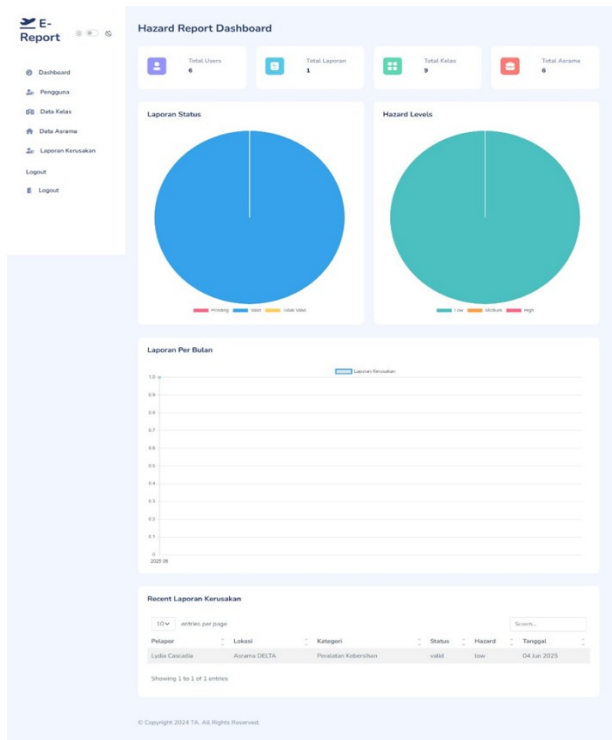 E-
Report
Dashboard
Pengguna
Data Kelas
Data Asrama
Laporan Kerusakan
Logout
Logout
Hazard Report Dashboard
Total Users
6
Total Laporan
1
Total Kelas
9
Total Asrama
6
Laporan Status
Pending Valid Tidak Valid
Hazard Levels
Low Medium High
Laporan Per Bulan
Laporan Kerusakan
1.0
0.9
0.8
0.7
0.6
0.5
0.4
0.3
0.2
0.1
0
2025 06
Recent Laporan Kerusakan
10 entries per page
Search...
Pelapor Lokasi Kategori Status Hazard Tanggal
Lydia Cascadia Asrama DELTA Peralatan Kebersihan valid low 04 Jun 2025
Showing 1 to 1 of 1 entries
© Copyright 2024 TA. All Rights Reserved.